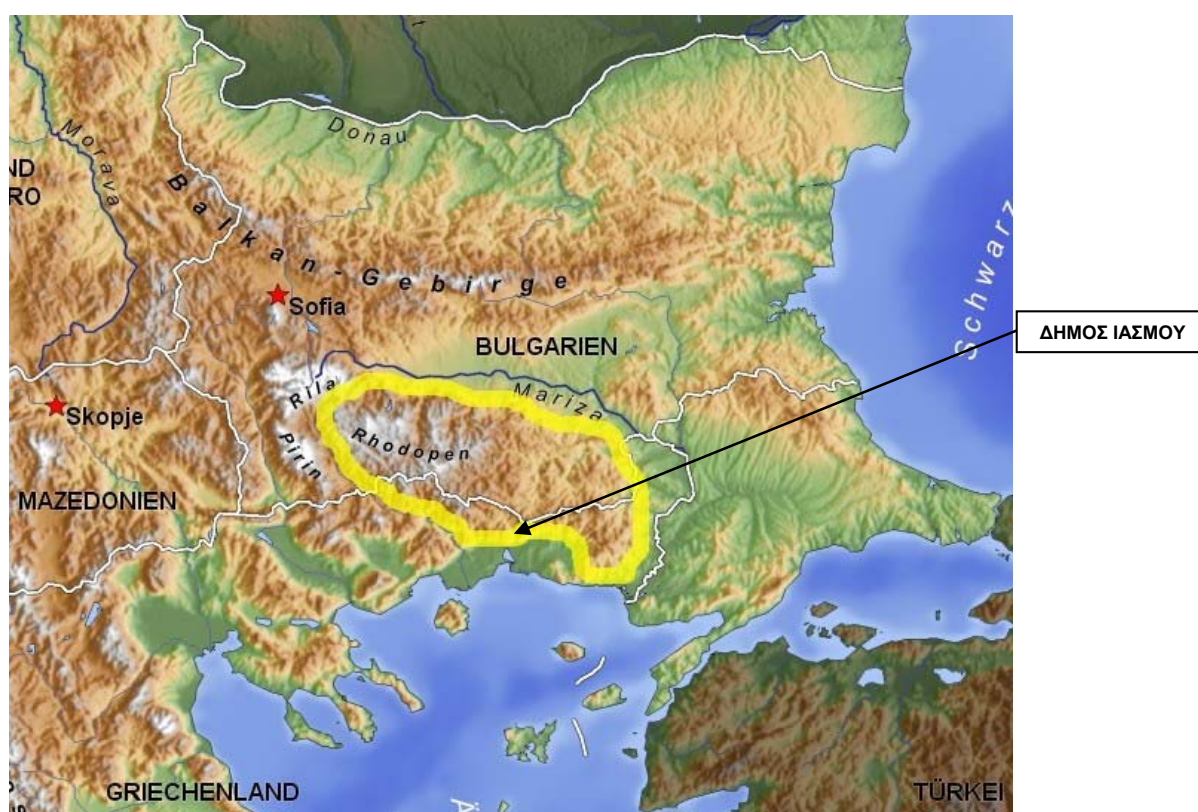 Donau
Morava
ND
RO
Balkan-Gebirge
Schwarz
Sofia
ΔΗΜΟΣ ΙΑΣΜΟΥ
BULGARIEN
Rila
Mariza
Skopje
Rhodopen
Pirin
MAZEDONIEN
GRIECHENLAND
TÜRKEI